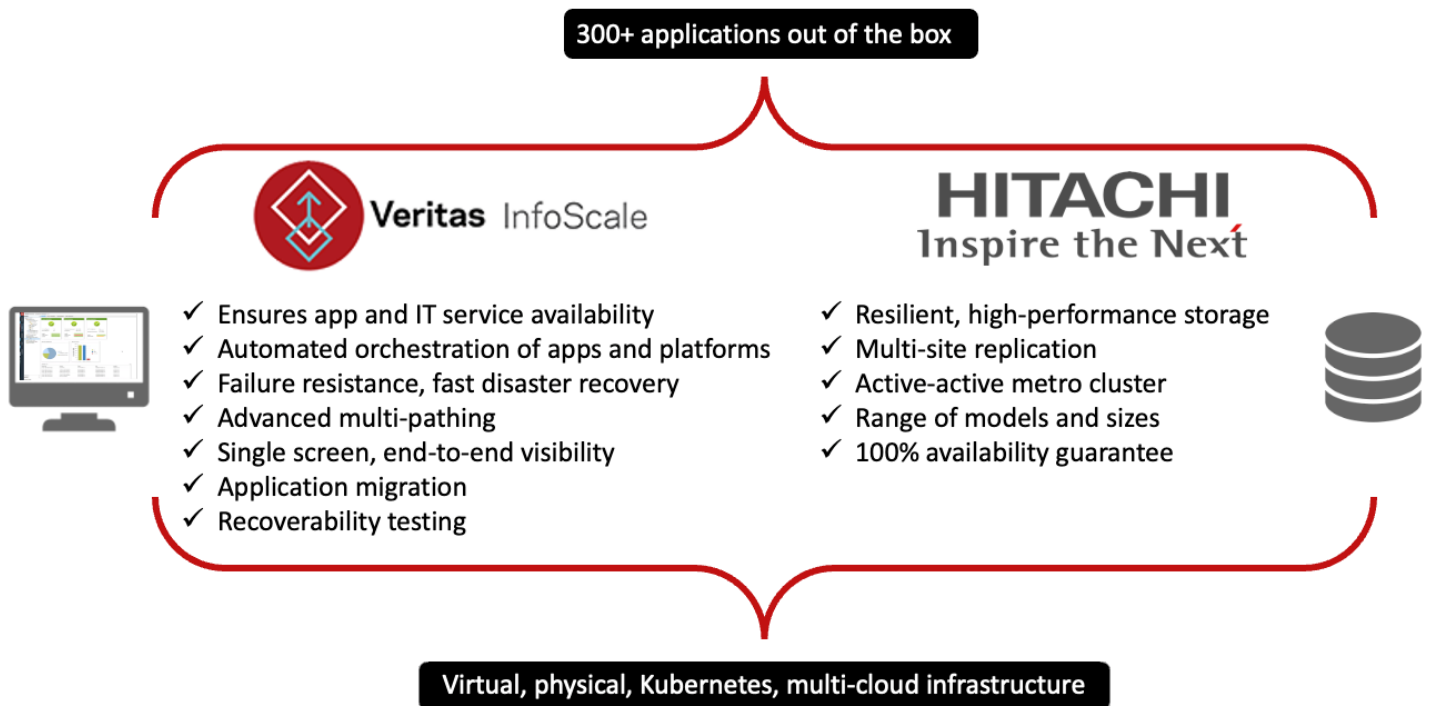 300+ applications out of the box
Veritas InfoScale
HITACHI
Inspire the Next
✓ Ensures app and IT service availability
✓ Automated orchestration of apps and platforms
✓ Failure resistance, fast disaster recovery
✓ Advanced multi-pathing
✓ Single screen, end-to-end visibility
✓ Application migration
✓ Recoverability testing
✓ Resilient, high-performance storage
✓ Multi-site replication
✓ Active-active metro cluster
✓ Range of models and sizes
✓ 100% availability guarantee
Virtual, physical, Kubernetes, multi-cloud infrastructure